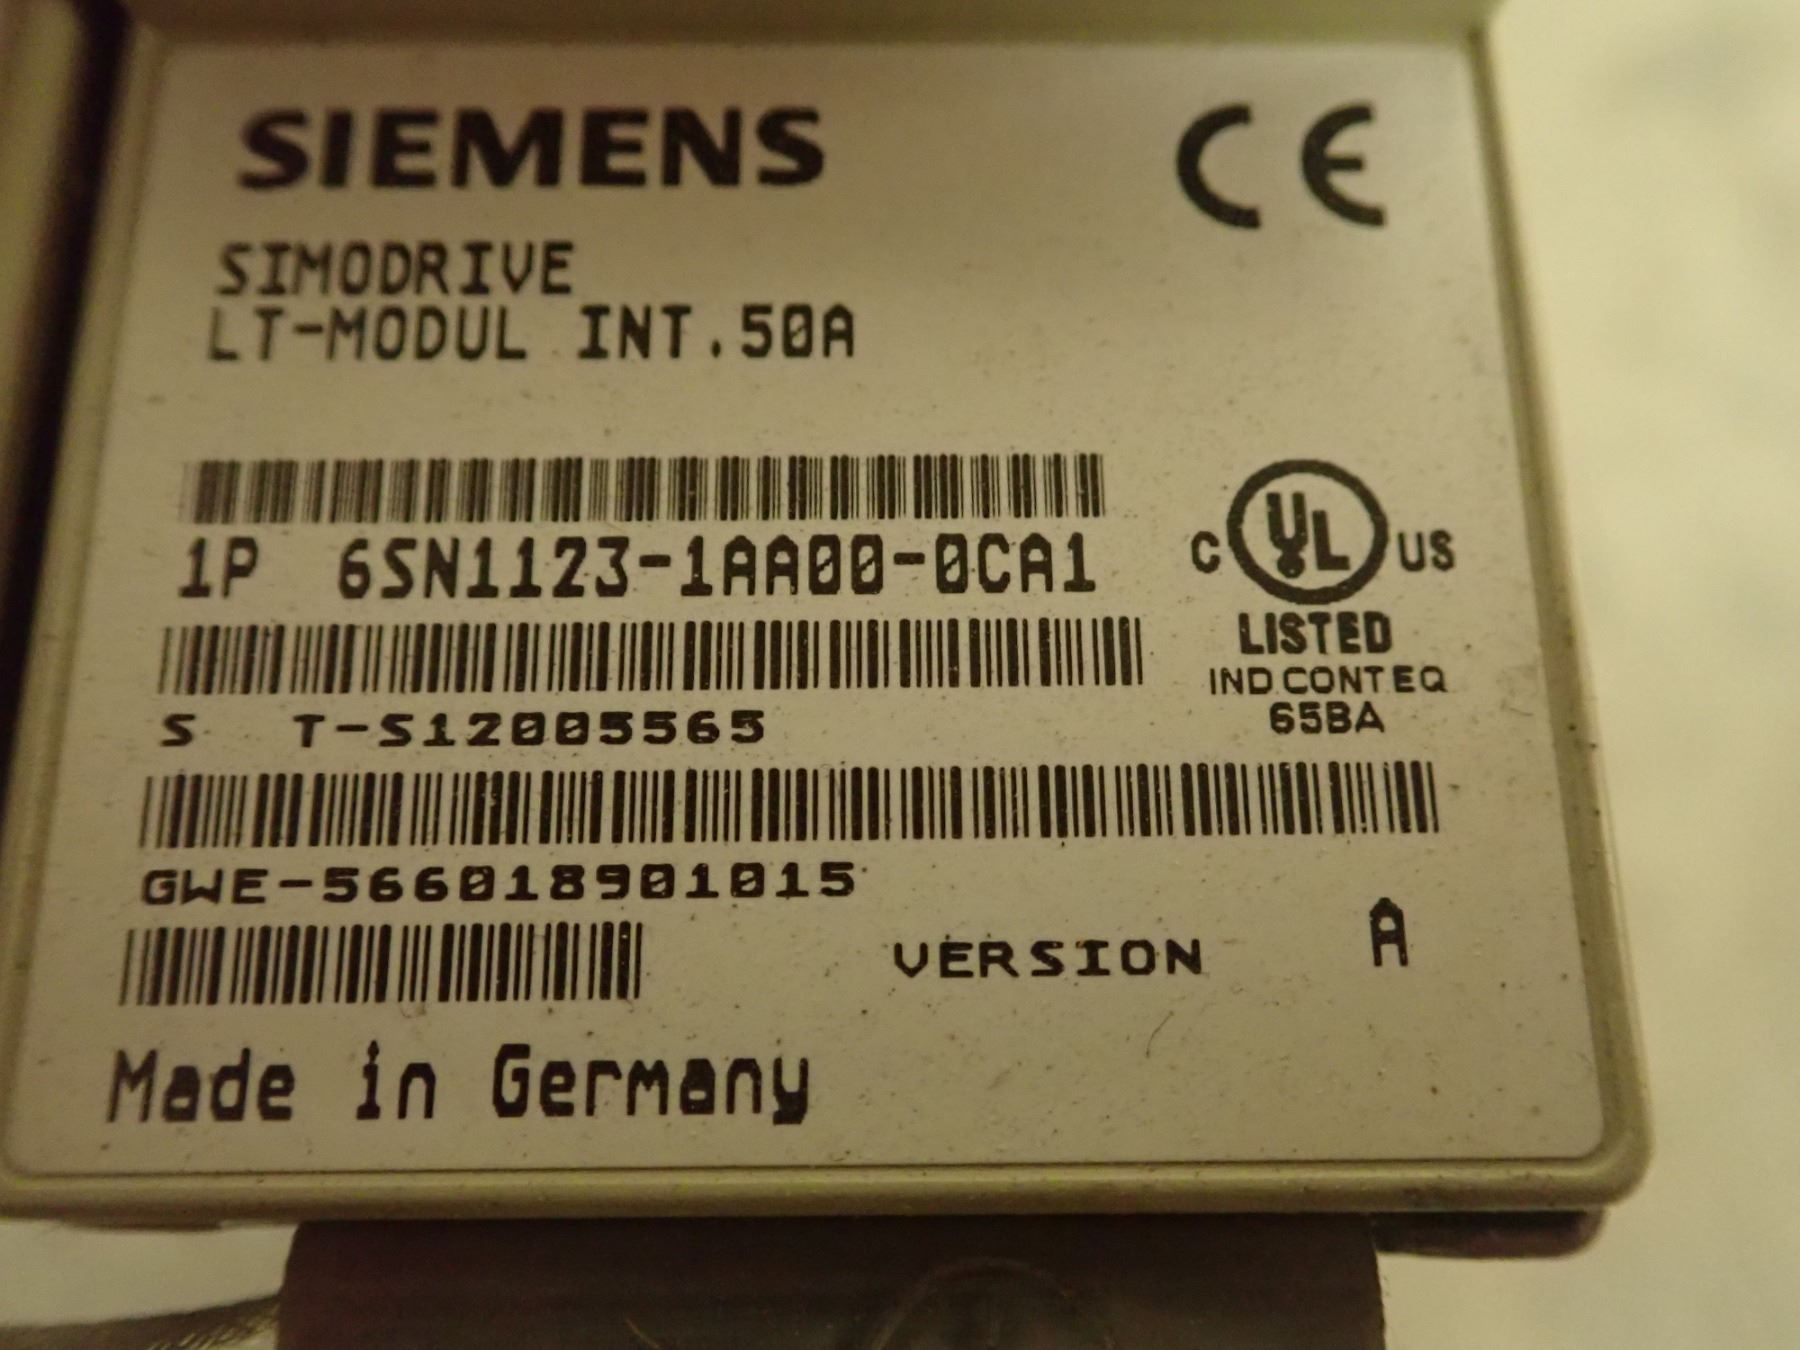 SIEMENS
CE
SIMODRIVE
LT-MODUL INT.50A
1P 6SN1123-1AA00-0CA1
C UL US
LISTED
IND.CONT.EQ
65BA
S T-S12005565
GWE-566018901015
VERSION A
Made in Germany